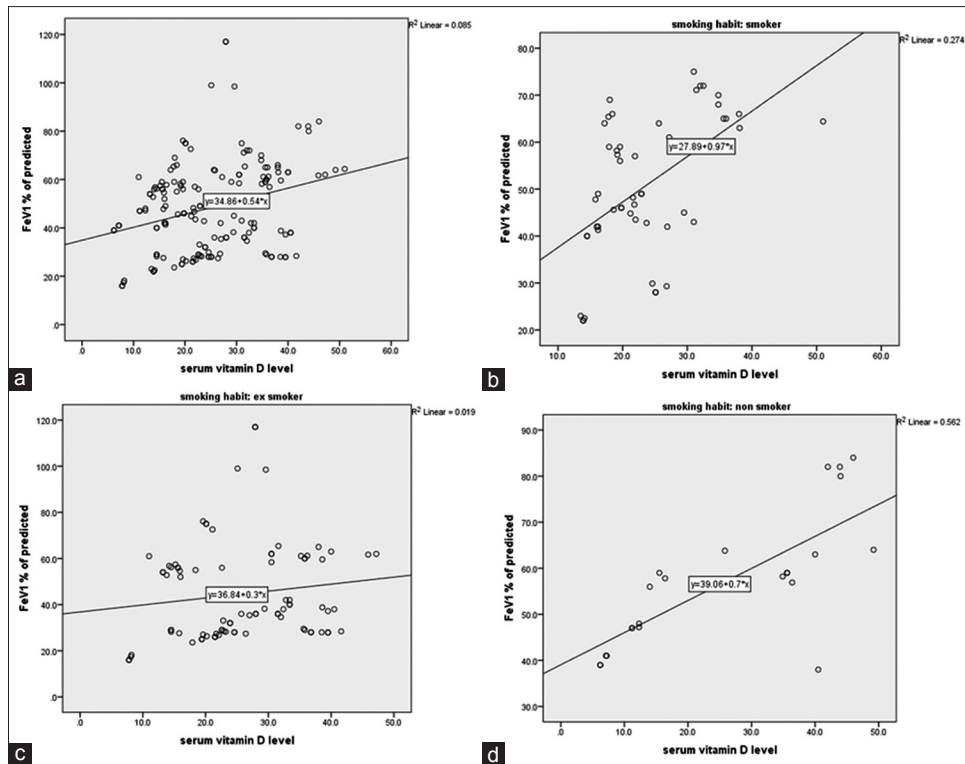 R² Linear = 0.085
120.0
100.0
80.0
60.0
40.0
20.0
.0
FeV1 % of predicted
y=34.86+0.54*x
.0 10.0 20.0 30.0 40.0 50.0 60.0
serum vitamin D level
a
smoking habit: smoker
R² Linear = 0.274
80.0
70.0
60.0
50.0
40.0
30.0
20.0
FeV1 % of predicted
y=27.89+0.97*x
10.0 20.0 30.0 40.0 50.0 60.0
serum vitamin D level
b
smoking habit: ex smoker
R² Linear = 0.019
120.0
100.0
80.0
60.0
40.0
20.0
.0
FeV1 % of predicted
y=36.84+0.3*x
.0 10.0 20.0 30.0 40.0 50.0
serum vitamin D level
c
smoking habit: non smoker
R² Linear = 0.562
90.0
80.0
70.0
60.0
50.0
40.0
30.0
FeV1 % of predicted
y=39.06+0.7*x
.0 10.0 20.0 30.0 40.0 50.0
serum vitamin D level
d